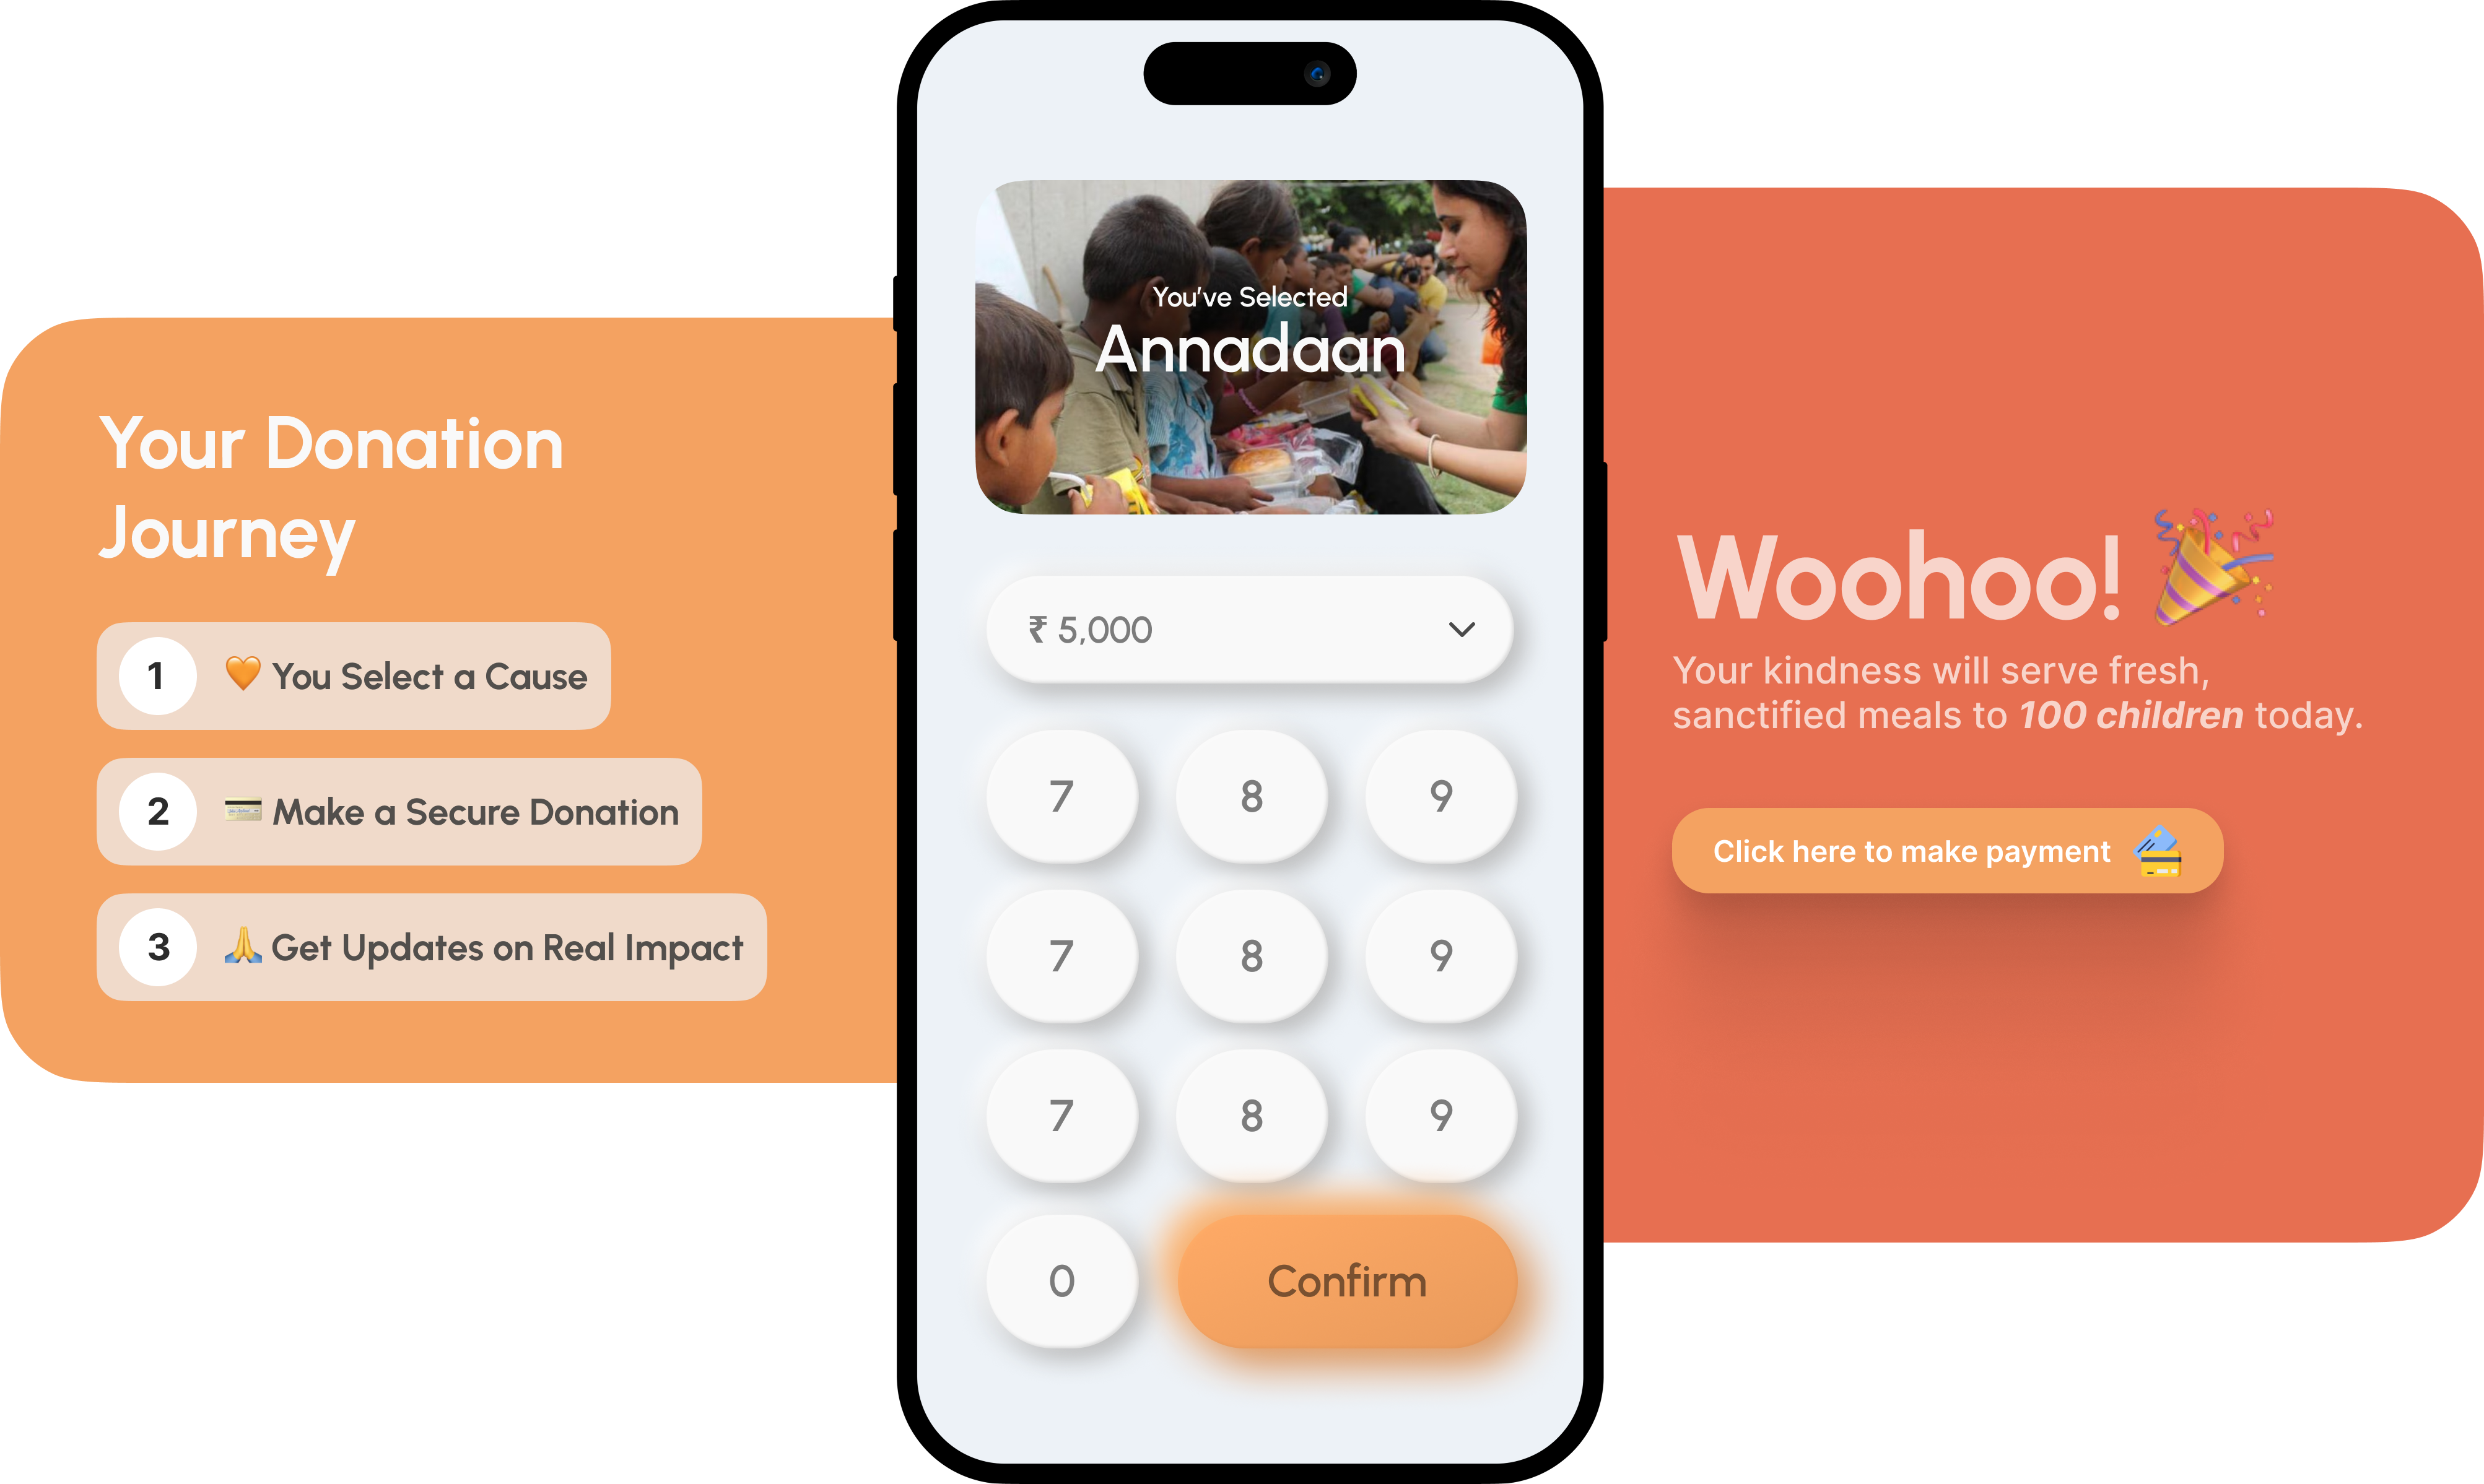 Your Donation
Journey
1 🧡 You Select a Cause
2 💳 Make a Secure Donation
3 🙏 Get Updates on Real Impact
You've Selected
Annadaan
₹ 5,000
7 8 9
7 8 9
7 8 9
0 Confirm
Woohoo! 🎉
Your kindness will serve fresh,
sanctified meals to 100 children today.
Click here to make payment